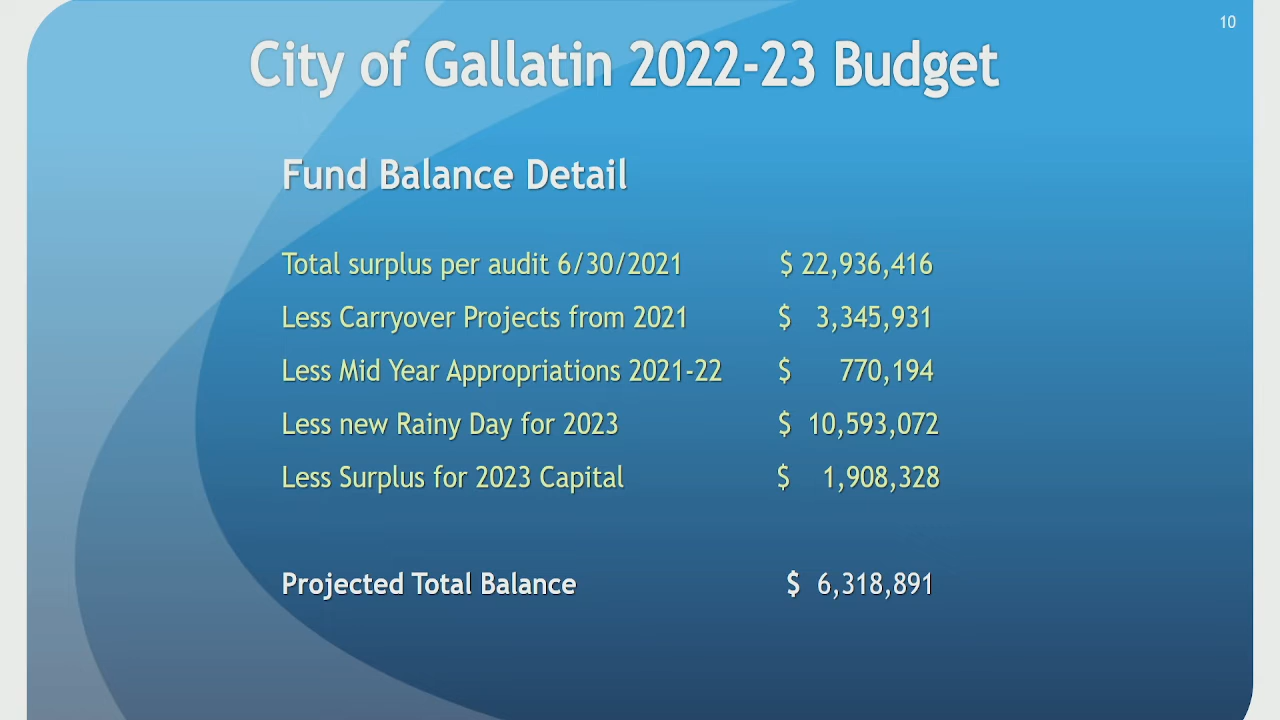 10
City of Gallatin 2022-23 Budget
Fund Balance Detail
Total surplus per audit 6/30/2021 $ 22,936,416
Less Carryover Projects from 2021 $ 3,345,931
Less Mid Year Appropriations 2021-22 $ 770,194
Less new Rainy Day for 2023 $ 10,593,072
Less Surplus for 2023 Capital $ 1,908,328
Projected Total Balance $ 6,318,891